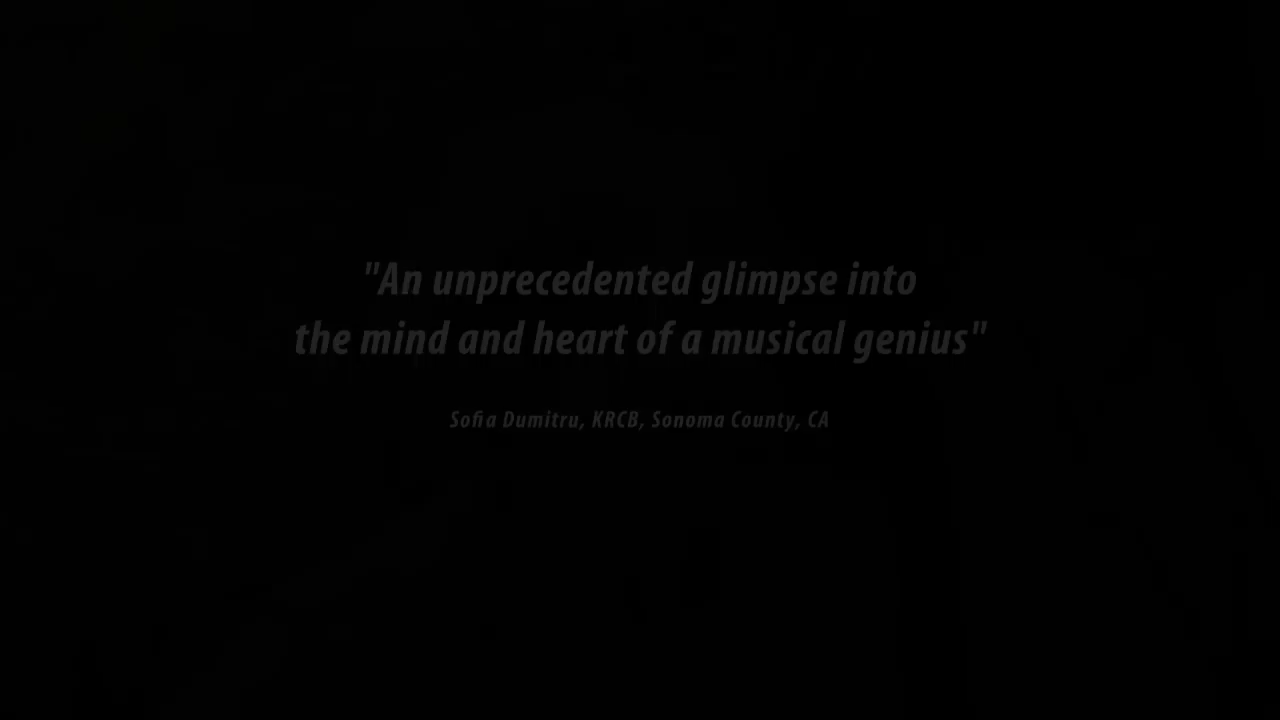 "An unprecedented glimpse into
the mind and heart of a musical genius"
Sofia Dumitru, KRCB, Sonoma County, CA